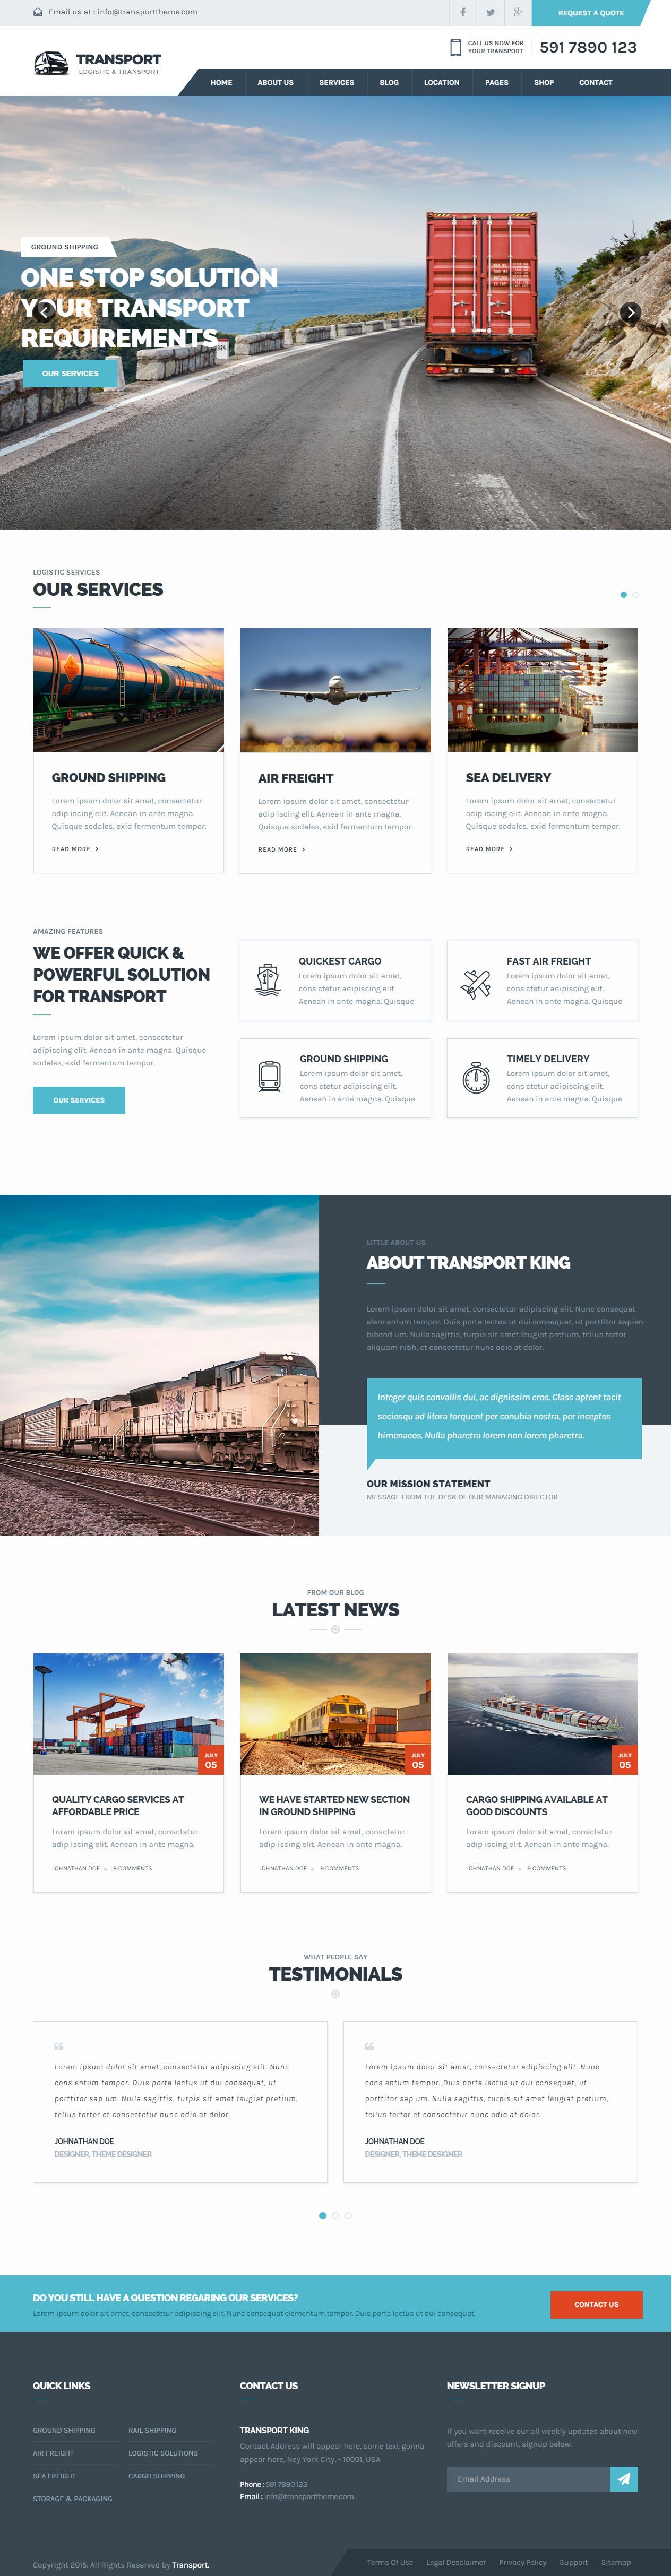 Email us at : info@transporttheme.com
REQUEST A QUOTE
TRANSPORT
LOGISTIC & TRANSPORT
CALL US NOW FOR
YOUR TRANSPORT
591 7890 123
HOME ABOUT US SERVICES BLOG LOCATION PAGES SHOP CONTACT
GROUND SHIPPING
ONE STOP SOLUTION
YOUR TRANSPORT
REQUIREMENTS
OUR SERVICES
LOGISTIC SERVICES
OUR SERVICES
GROUND SHIPPING
Lorem ipsum dolor sit amet, consectetur
adip iscing elit. Aenean in ante magna.
Quisque sodales, exid fermentum tempor.
READ MORE >
AIR FREIGHT
Lorem ipsum dolor sit amet, consectetur
adip iscing elit. Aenean in ante magna.
Quisque sodales, exid fermentum tempor.
READ MORE >
SEA DELIVERY
Lorem ipsum dolor sit amet, consectetur
adip iscing elit. Aenean in ante magna.
Quisque sodales, exid fermentum tempor.
READ MORE >
AMAZING FEATURES
WE OFFER QUICK &
POWERFUL SOLUTION
FOR TRANSPORT
Lorem ipsum dolor sit amet, consectetur
adipiscing elit. Aenean in ante magna. Quisque
sodales, exid fermentum tempor.
OUR SERVICES
QUICKEST CARGO
Lorem ipsum dolor sit amet,
cons ctetur adipiscing elit.
Aenean in ante magna. Quisque
FAST AIR FREIGHT
Lorem ipsum dolor sit amet,
cons ctetur adipiscing elit.
Aenean in ante magna. Quisque
GROUND SHIPPING
Lorem ipsum dolor sit amet,
cons ctetur adipiscing elit.
Aenean in ante magna. Quisque
TIMELY DELIVERY
Lorem ipsum dolor sit amet,
cons ctetur adipiscing elit.
Aenean in ante magna. Quisque
LITTLE ABOUT US
ABOUT TRANSPORT KING
Lorem ipsum dolor sit amet, consectetur adipiscing elit. Nunc consequat
elem entum tempor. Duis porta lectus ut dui consequat, ut porttitor sapien
bibend um. Nulla sagittis, turpis sit amet feugiat pretium, tellus tortor
aliquam nibh, et consectetur nunc odio at dolor.
Integer quis convallis dui, ac dignissim eros. Class aptent tacit
sociosqu ad litora torquent per conubia nostra, per inceptos
himenaeos. Nulla pharetra lorem non lorem pharetra.
OUR MISSION STATEMENT
MESSAGE FROM THE DESK OF OUR MANAGING DIRECTOR
FROM OUR BLOG
LATEST NEWS
JULY
05
QUALITY CARGO SERVICES AT
AFFORDABLE PRICE
Lorem ipsum dolor sit amet, consctetur
adip iscing elit. Aenean in ante magna.
JOHNATHAN DOE 9 COMMENTS
JULY
05
WE HAVE STARTED NEW SECTION
IN GROUND SHIPPING
Lorem ipsum dolor sit amet, consctetur
adip iscing elit. Aenean in ante magna.
JOHNATHAN DOE 9 COMMENTS
JULY
05
CARGO SHIPPING AVAILABLE AT
GOOD DISCOUNTS
Lorem ipsum dolor sit amet, consctetur
adip iscing elit. Aenean in ante magna.
JOHNATHAN DOE 9 COMMENTS
WHAT PEOPLE SAY
TESTIMONIALS
Lorem ipsum dolor sit amet, consectetur adipiscing elit. Nunc
cons entum tempor. Duis porta lectus ut dui consequat, ut
porttitor sap um. Nulla sagittis, turpis sit amet feugiat pretium,
tellus tortor et consectetur nunc odio at dolor.
JOHNATHAN DOE
DESIGNER, THEME DESIGNER
Lorem ipsum dolor sit amet, consectetur adipiscing elit. Nunc
cons entum tempor. Duis porta lectus ut dui consequat, ut
porttitor sap um. Nulla sagittis, turpis sit amet feugiat pretium,
tellus tortor et consectetur nunc odio at dolor.
JOHNATHAN DOE
DESIGNER, THEME DESIGNER
DO YOU STILL HAVE A QUESTION REGARING OUR SERVICES?
Lorem ipsum dolor sit amet, consectetur adipiscing elit. Nunc consequat elementum tempor. Duis porta lectus ut dui consequat.
CONTACT US
QUICK LINKS
GROUND SHIPPING
AIR FREIGHT
SEA FREIGHT
STORAGE & PACKAGING
RAIL SHIPPING
LOGISTIC SOLUTIONS
CARGO SHIPPING
CONTACT US
TRANSPORT KING
Contact Address will appear here, some text gonna
appear here, Ney York City, - 10001, USA
Phone : 591 7890 123
Email : info@transporttheme.com
NEWSLETTER SIGNUP
If you want receive our all weekly updates about new
offers and discount, signup below.
Email Address
Copyright 2015. All Rights Reserved by Transport.
Terms Of Use Legal Desclaimer Privacy Policy Support Sitemap